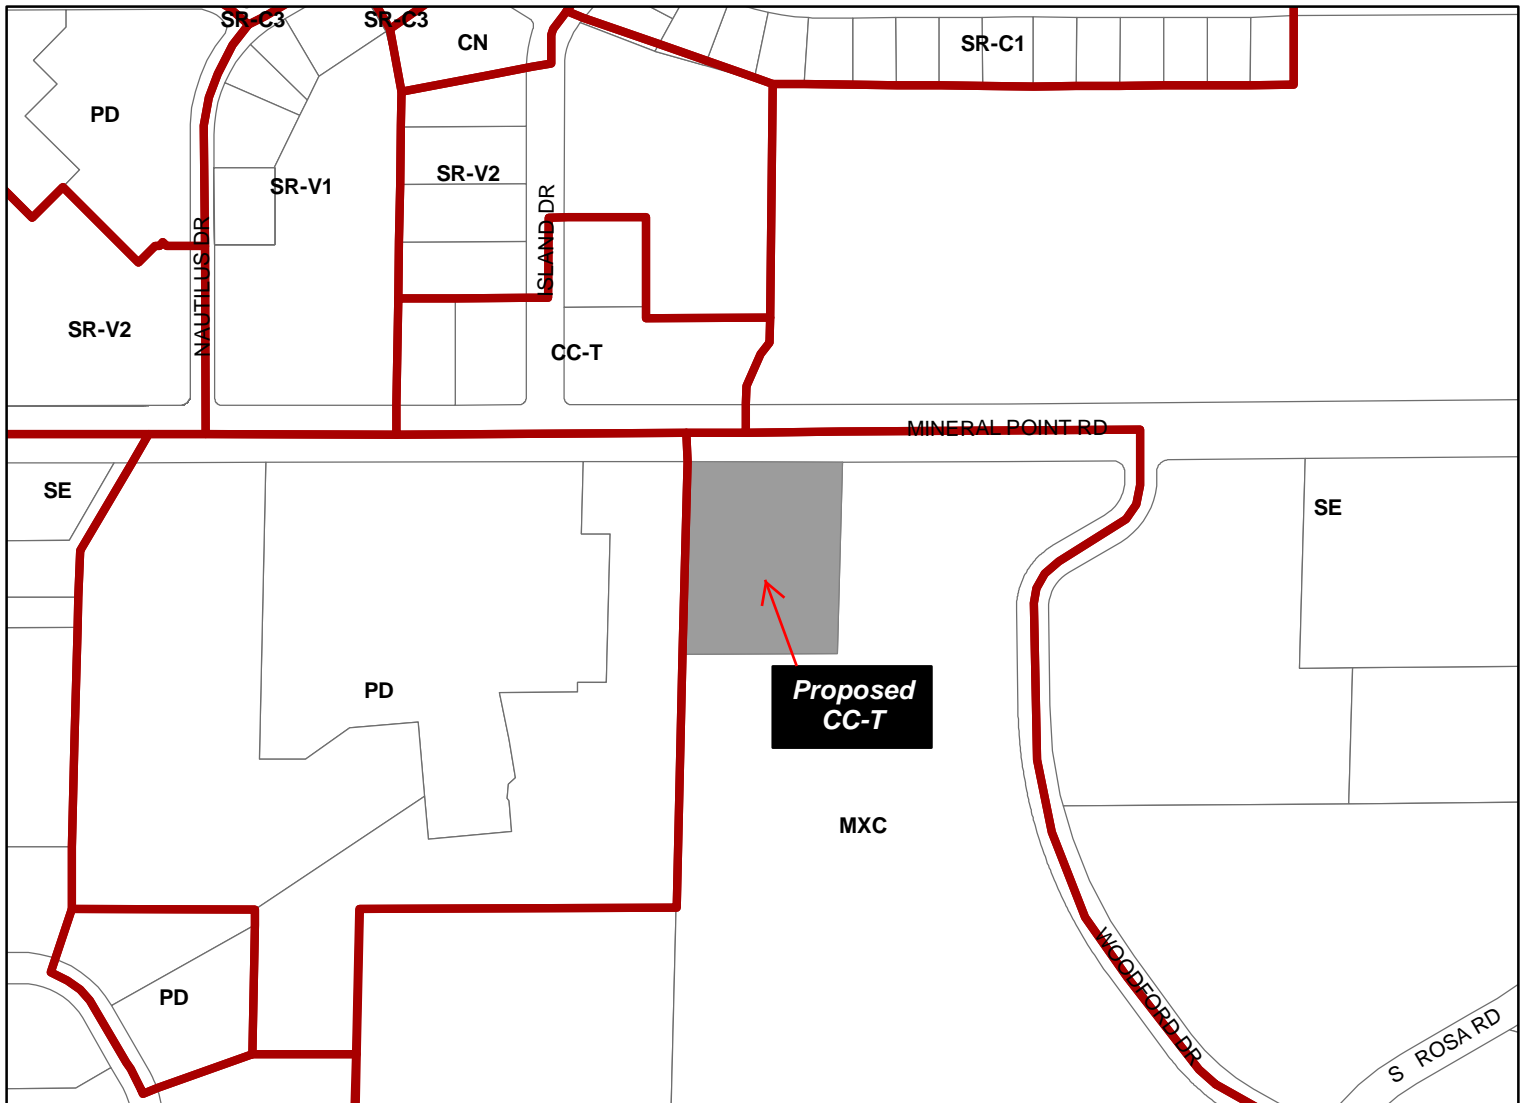 SR-C3
SR-C3
CN
SR-C1
PD
SR-V1
SR-V2
ISLAND DR
NAUTILUS DR
SR-V2
CC-T
MINERAL POINT RD
SE
SE
PD
Proposed
CC-T
MXC
WOODFORD DR
PD
S ROSA RD